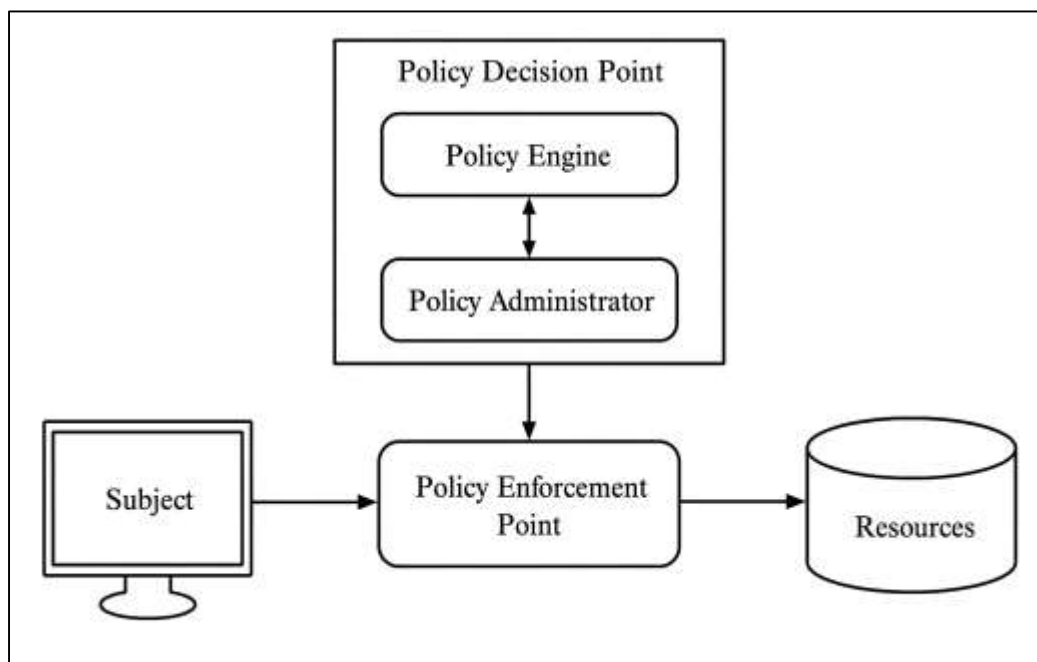 Policy Decision Point
Policy Engine
Policy Administrator
Subject
Policy Enforcement
Point
Resources